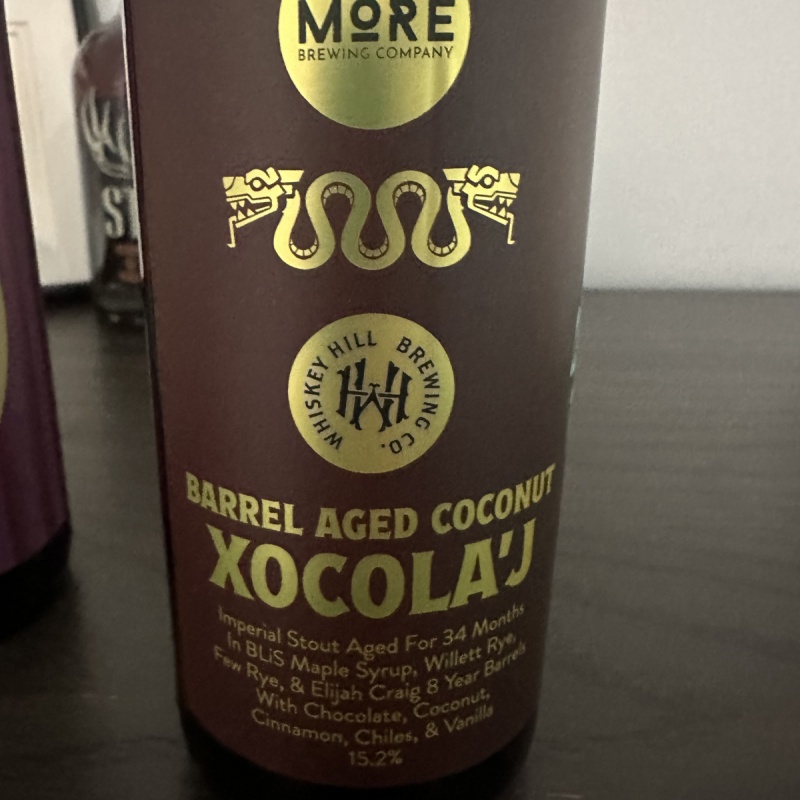 MORE
BREWING COMPANY
WHISKEY HILL BREWING CO.
WH
BARREL AGED COCONUT
XOCOLA'J
Imperial Stout Aged For 34 Months
In BLiS Maple Syrup, Willett Rye,
Few Rye, & Elijah Craig 8 Year Barrels
With Chocolate, Coconut,
Cinnamon, Chiles, & Vanilla
15.2%